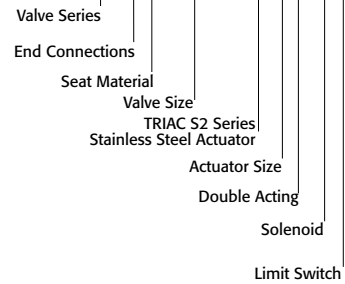 Valve Series
End Connections
Seat Material
Valve Size
TRIAC S2 Series
Stainless Steel Actuator
Actuator Size
Double Acting
Solenoid
Limit Switch